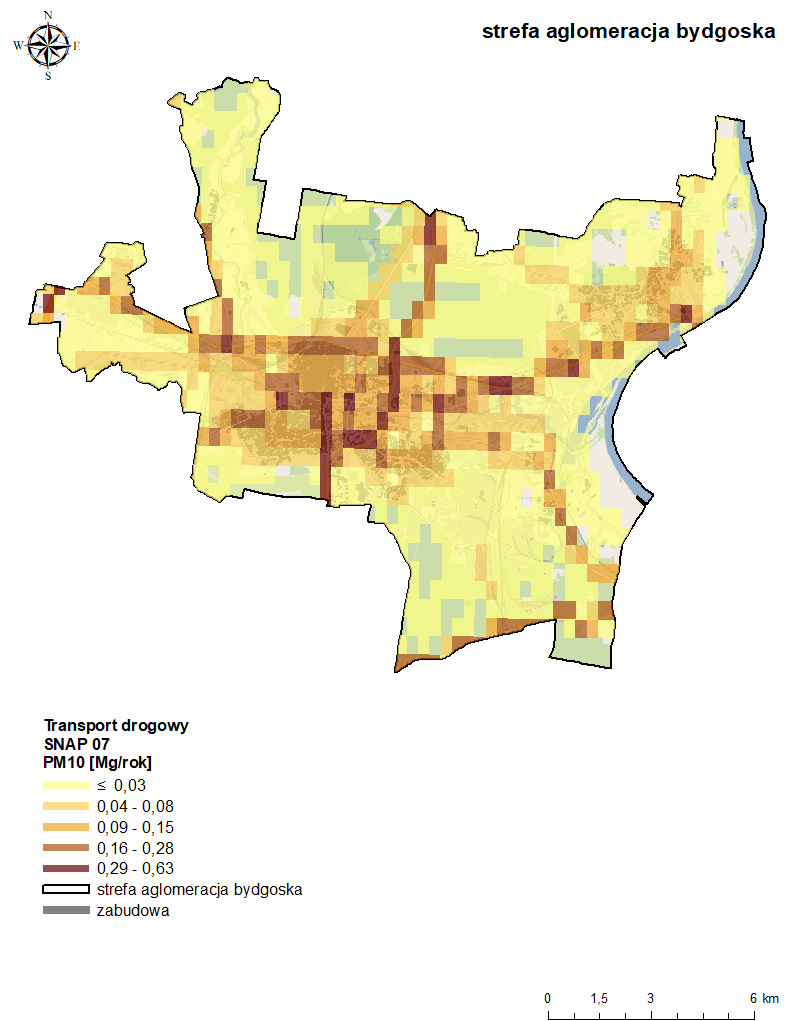 N
W E
S
strefa aglomeracja bydgoska
Transport drogowy
SNAP 07
PM10 [Mg/rok]
≤ 0,03
0,04 - 0,08
0,09 - 0,15
0,16 - 0,28
0,29 - 0,63
strefa aglomeracja bydgoska
zabudowa
0 1,5 3 6 km